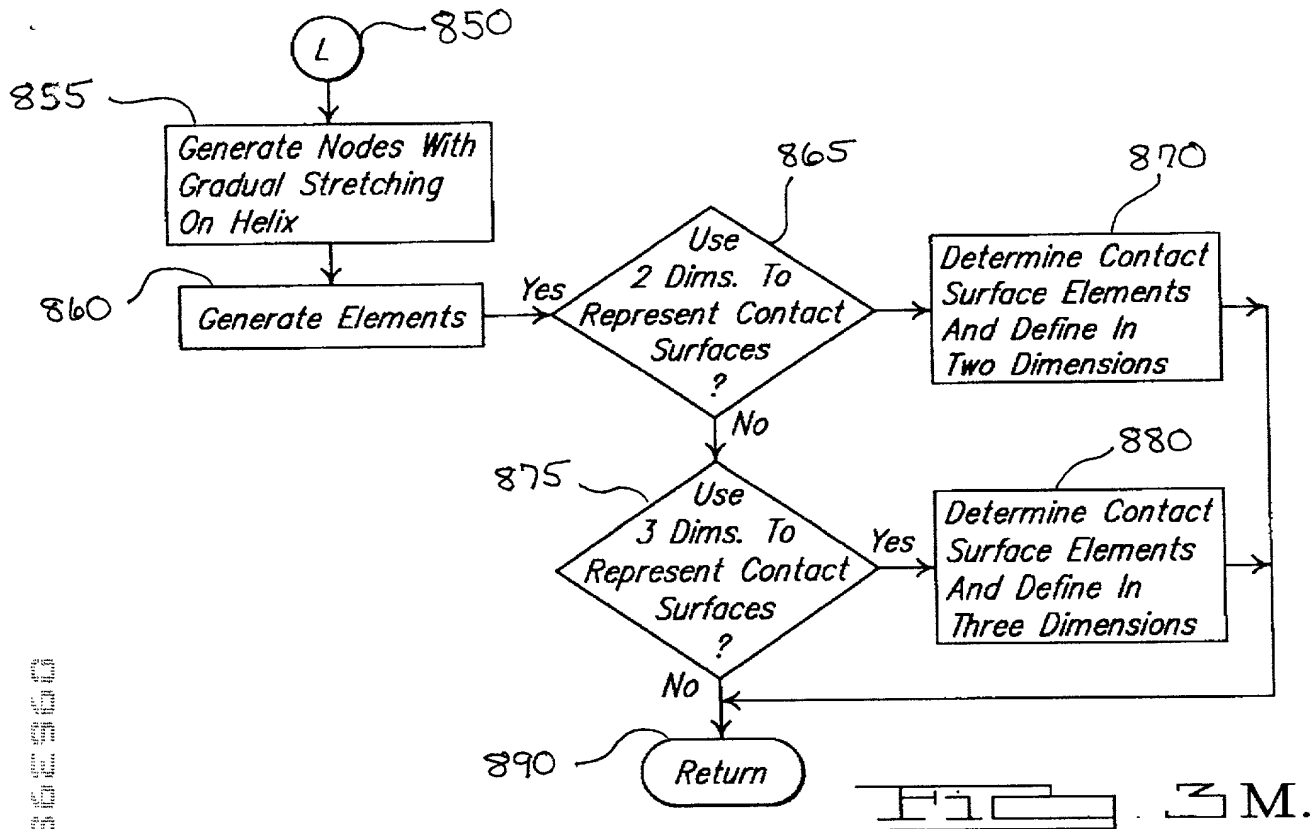 L
850
855
Generate Nodes With
Gradual Stretching
On Helix
860
Generate Elements
Yes
865
Use
2 Dims. To
Represent Contact
Surfaces
?
870
Determine Contact
Surface Elements
And Define In
Two Dimensions
No
875
Use
3 Dims. To
Represent Contact
Surfaces
?
Yes
880
Determine Contact
Surface Elements
And Define In
Three Dimensions
No
890
Return
Fig. 3M.